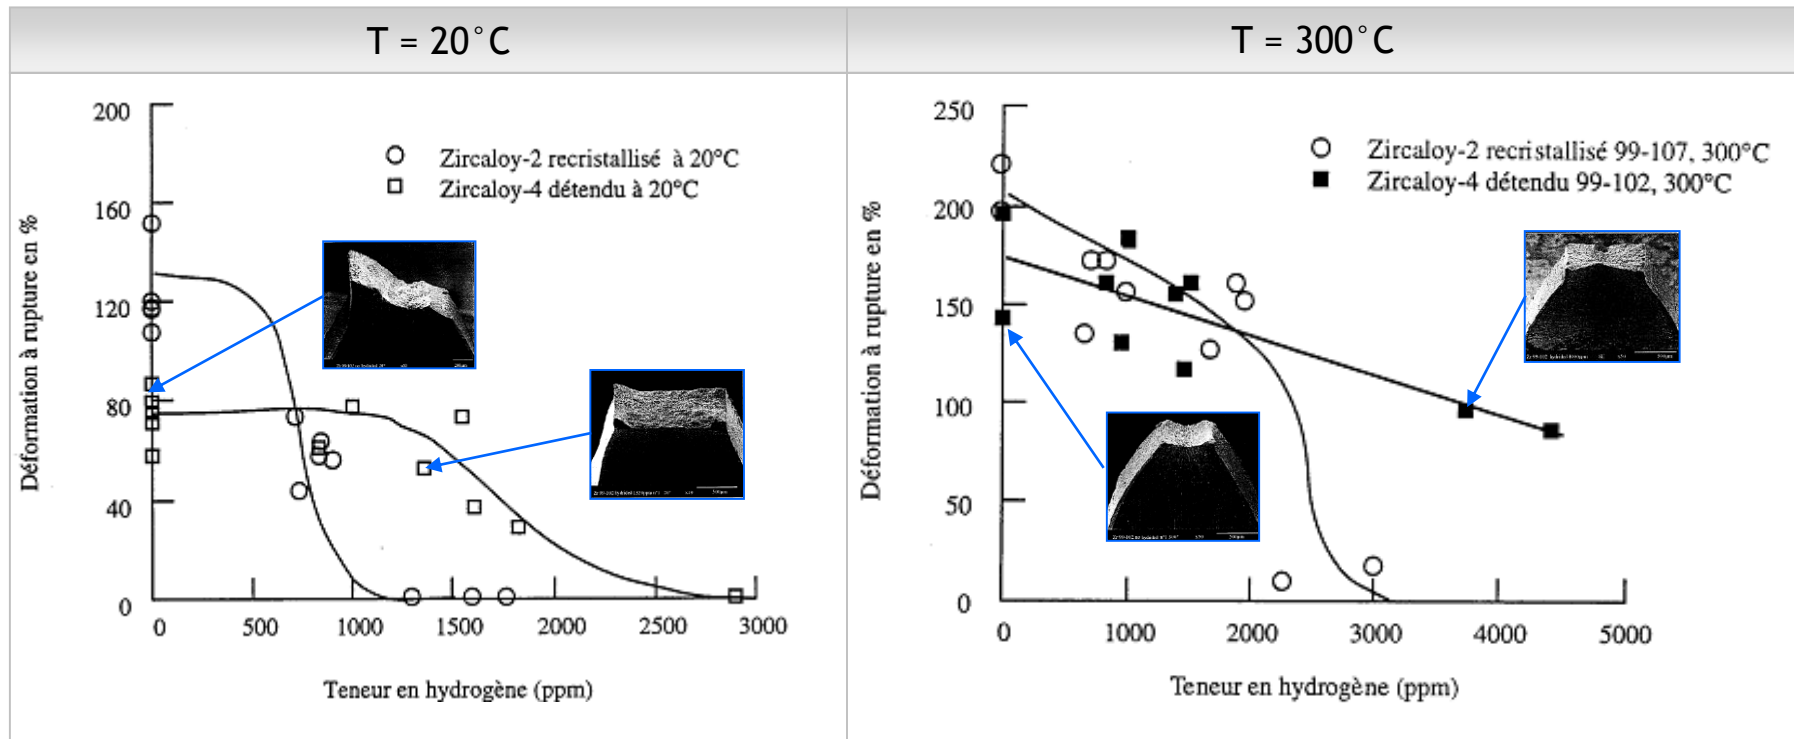 T = 20°C
T = 300°C
200
160
120
80
40
0
0
500
1000
1500
2000
2500
3000
Déformation à rupture en %
Teneur en hydrogène (ppm)
Zircaloy-2 recristallisé à 20°C
Zircaloy-4 détendu à 20°C
250
200
150
100
50
0
0
1000
2000
3000
4000
5000
Déformation à rupture en %
Teneur en hydrogène (ppm)
Zircaloy-2 recristallisé 99-107, 300°C
Zircaloy-4 détendu 99-102, 300°C